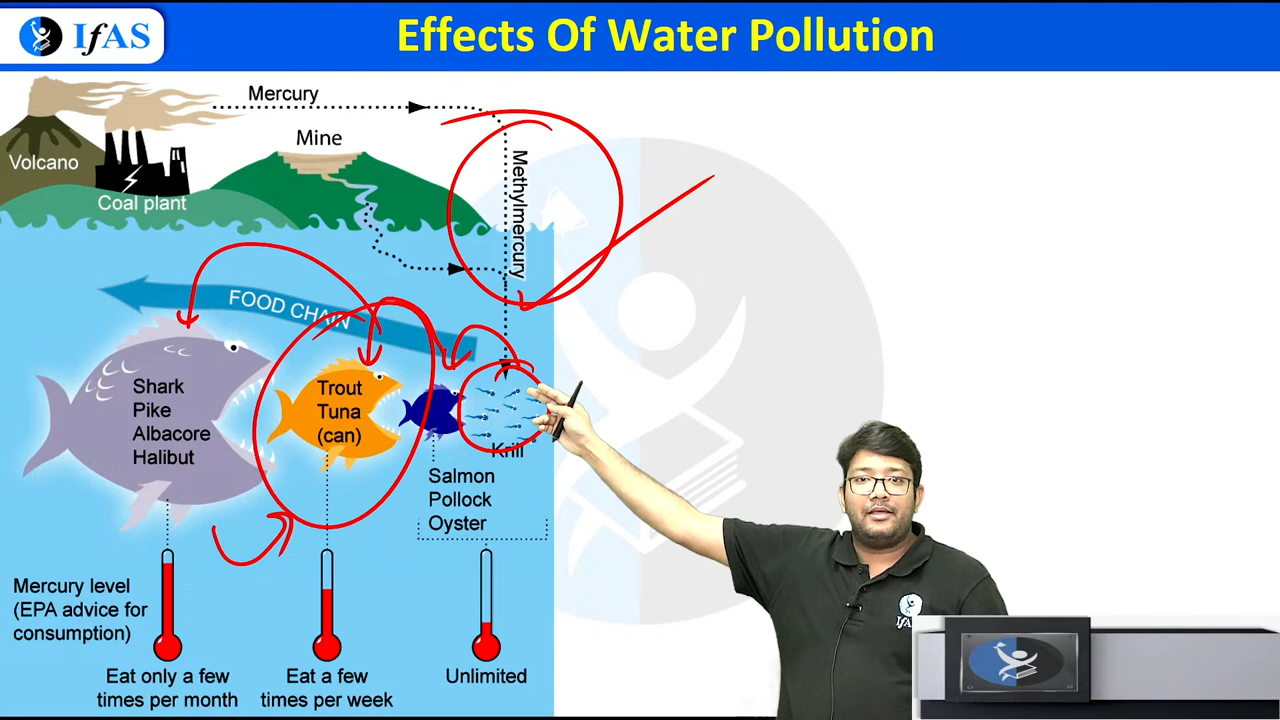 IfAS
Effects Of Water Pollution
Mercury
Mine
Volcano
Coal plant
Methylmercury
FOOD CHAIN
Shark
Pike
Albacore
Halibut
Trout
Tuna
(can)
Krill
Salmon
Pollock
Oyster
Mercury level
(EPA advice for
consumption)
Eat only a few
times per month
Eat a few
times per week
Unlimited
IfAS